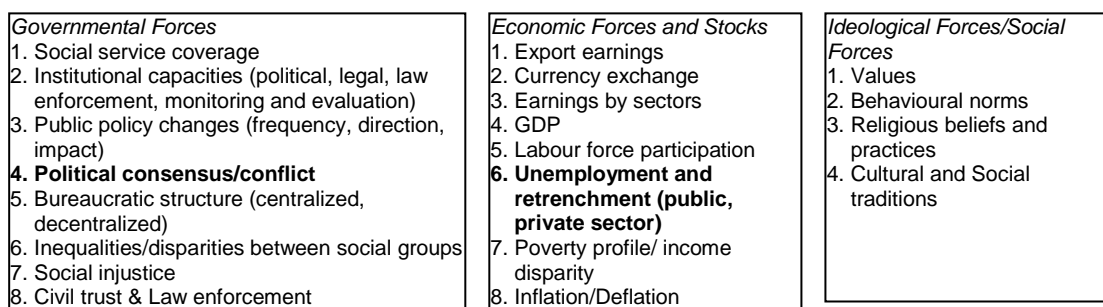 Governmental Forces
1. Social service coverage
2. Institutional capacities (political, legal, law
enforcement, monitoring and evaluation)
3. Public policy changes (frequency, direction,
impact)
4. Political consensus/conflict
5. Bureaucratic structure (centralized,
decentralized)
6. Inequalities/disparities between social groups
7. Social injustice
8. Civil trust & Law enforcement
Economic Forces and Stocks
1. Export earnings
2. Currency exchange
3. Earnings by sectors
4. GDP
5. Labour force participation
6. Unemployment and
retrenchment (public,
private sector)
7. Poverty profile/ income
disparity
8. Inflation/Deflation
Ideological Forces/Social
Forces
1. Values
2. Behavioural norms
3. Religious beliefs and
practices
4. Cultural and Social
traditions